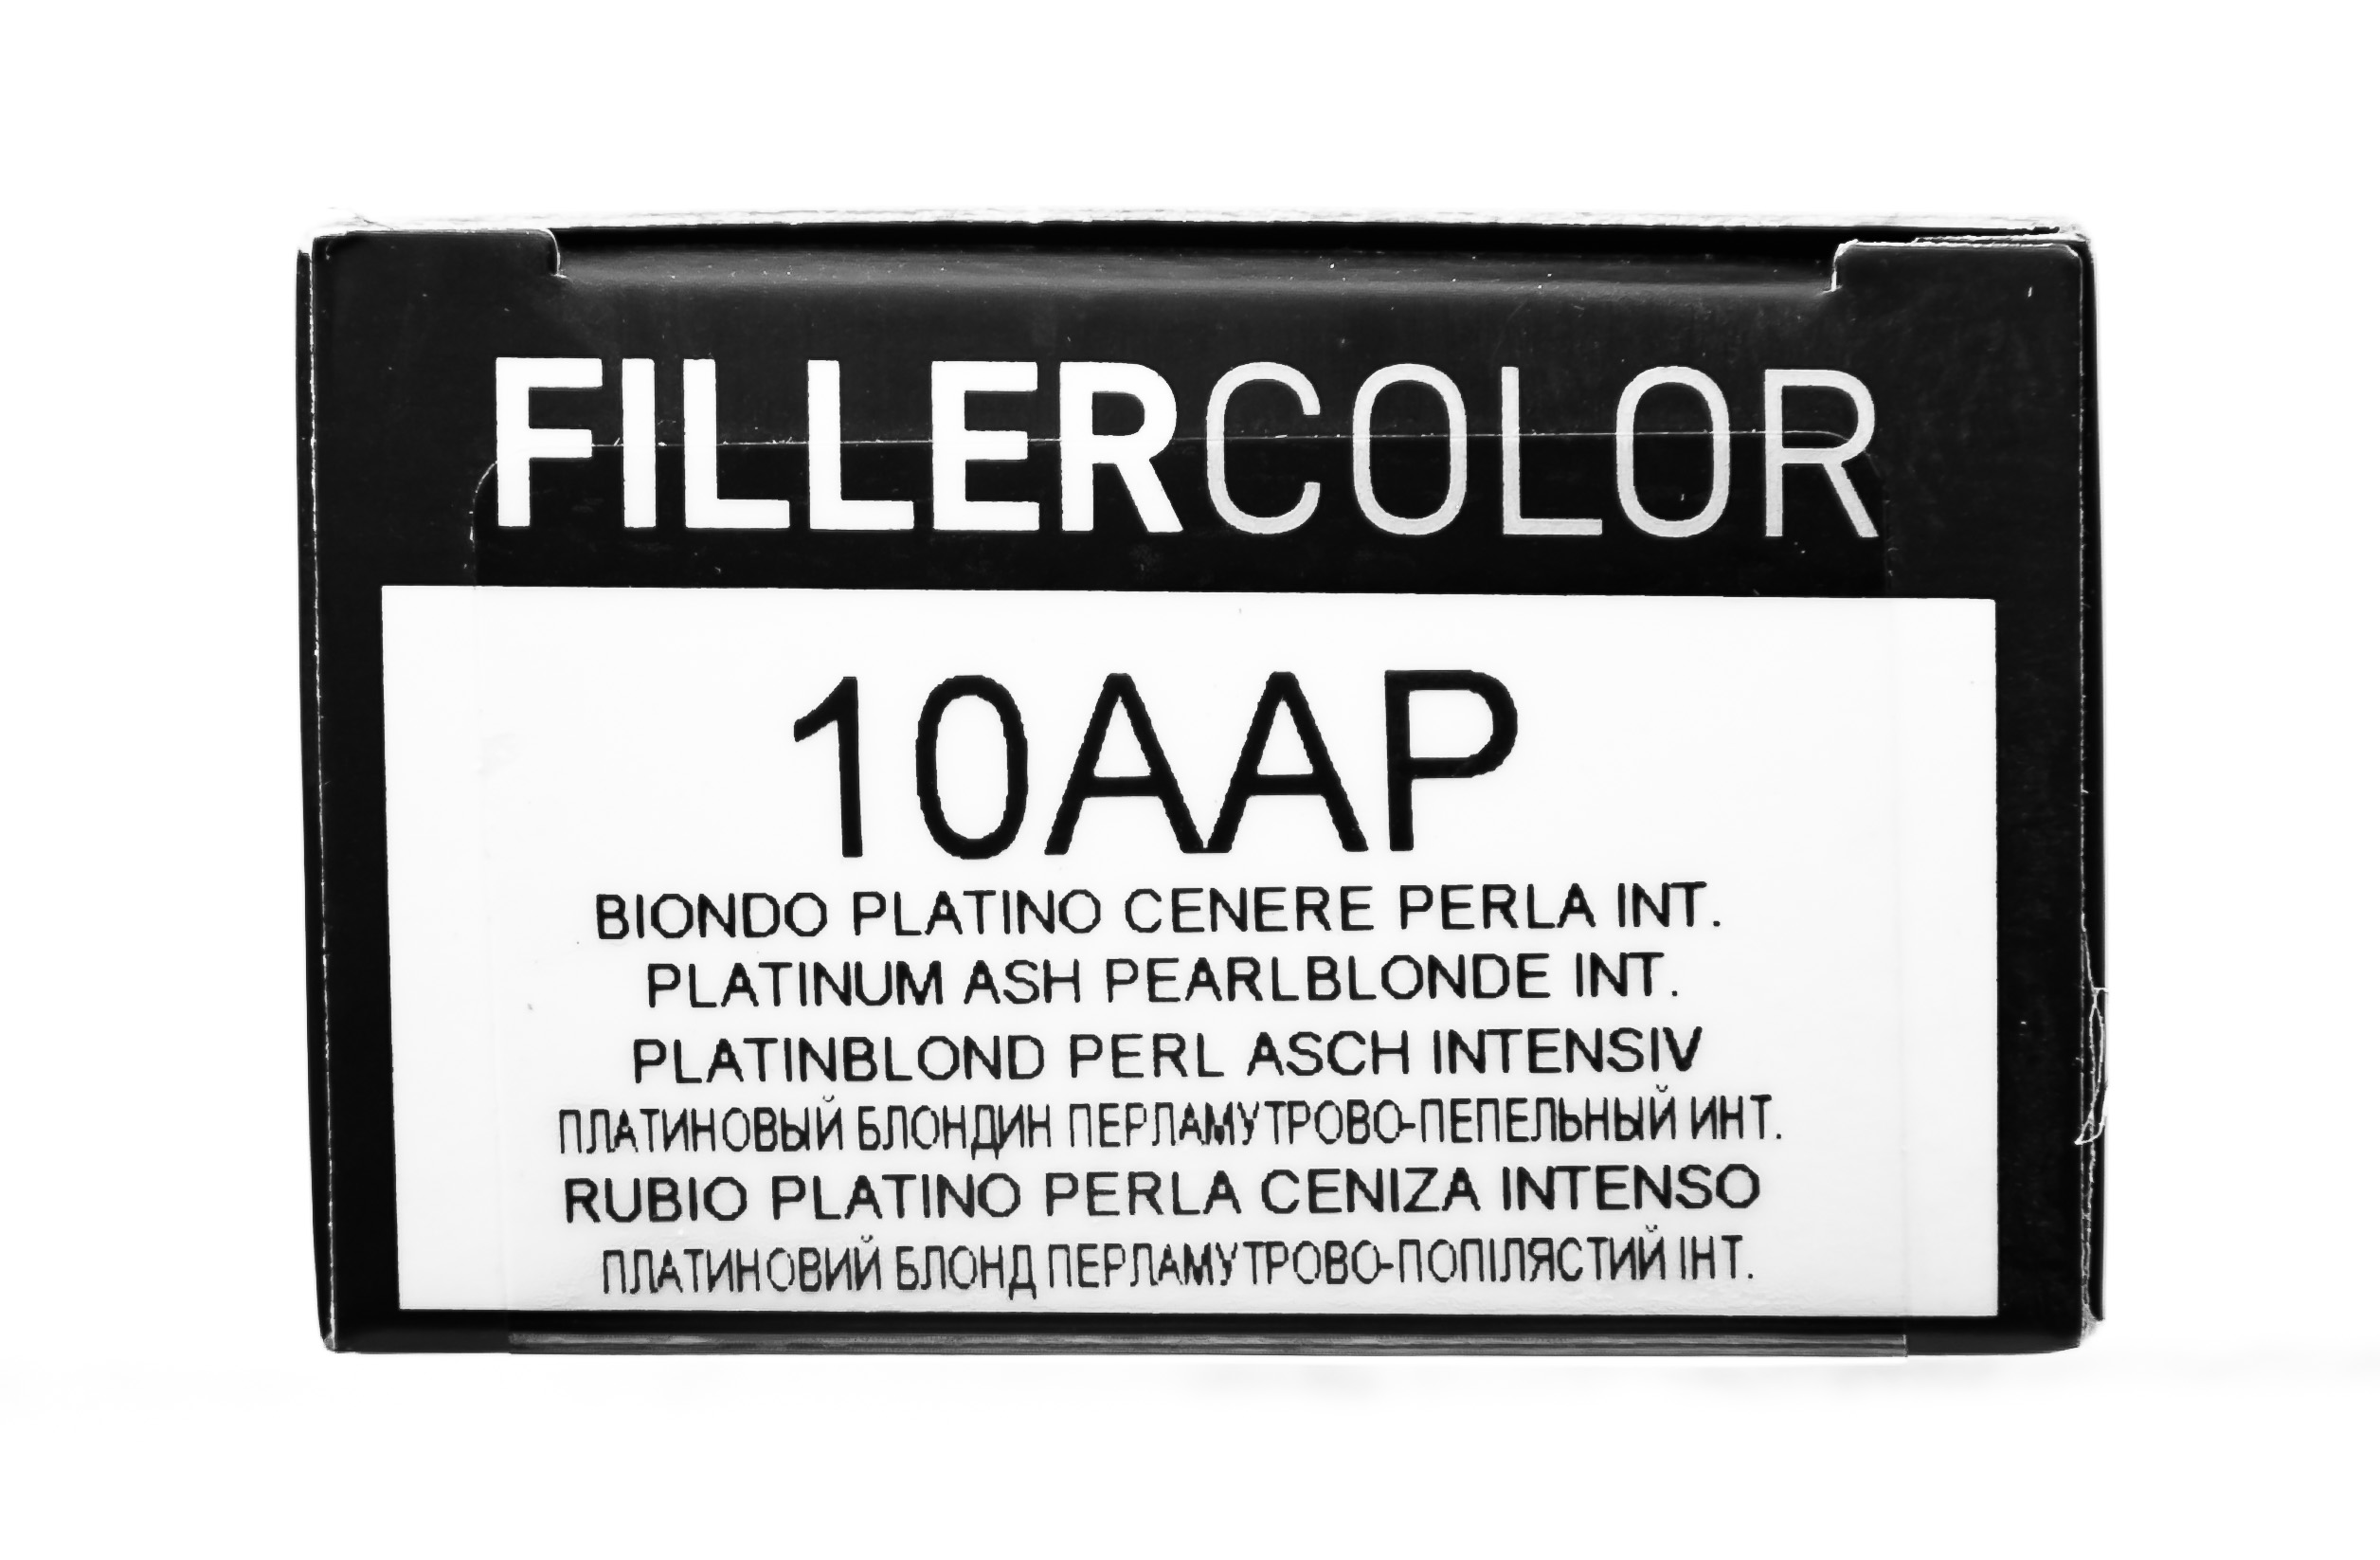 FILLERCOLOR
10AAP
BIONDO PLATINO CENERE PERLA INT.
PLATINUM ASH PEARLBLONDE INT.
PLATINBLOND PERL ASCH INTENSIV
ПЛАТИНОВЫЙ БЛОНДИН ПЕРЛАМУТРОВО-ПЕПЕЛЬНЫЙ ИНТ.
RUBIO PLATINO PERLA CENIZA INTENSO
ПЛАТИНОВИЙ БЛОНД ПЕРЛАМУТРОВО-ПОПІЛЯСТИЙ ІНТ.